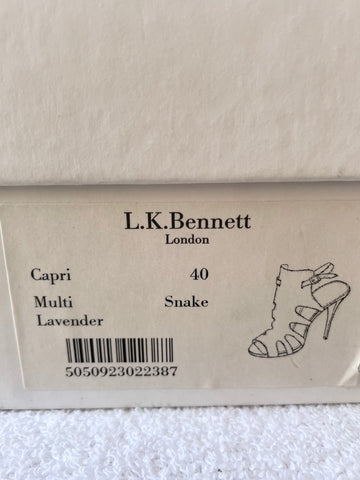 L.K.Bennett
London
Capri 40
Multi Snake
Lavender
5050923022387